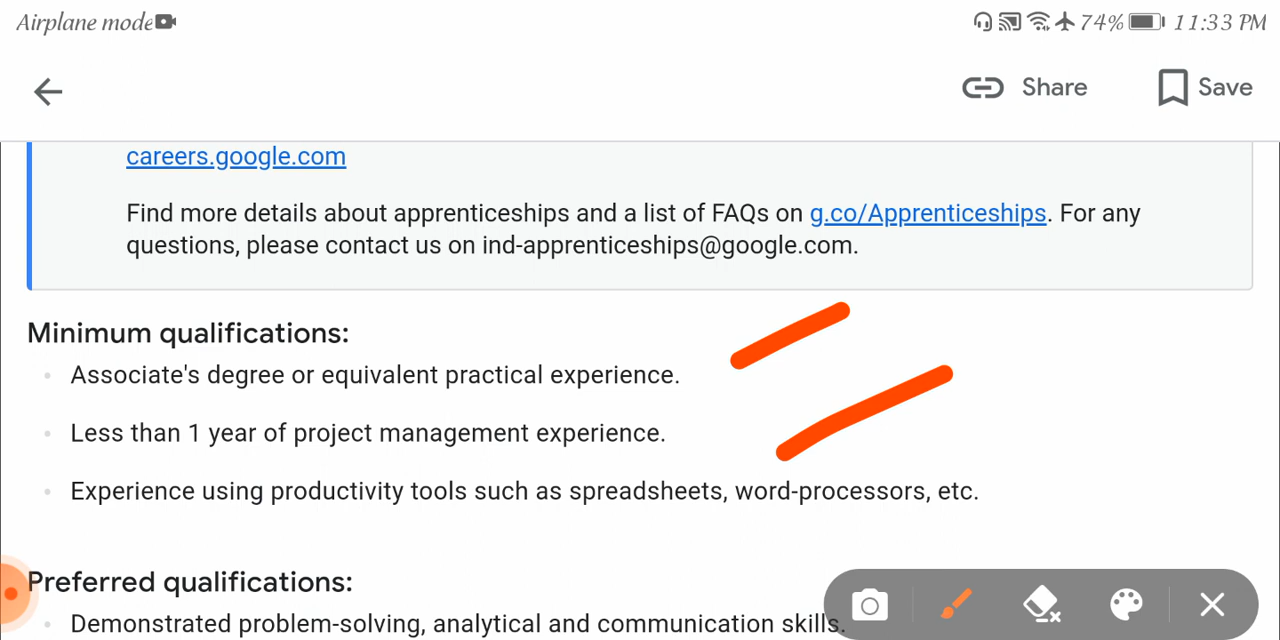 Airplane mode 74% 11:33 PM
Share Save
careers.google.com
Find more details about apprenticeships and a list of FAQs on g.co/Apprenticeships. For any
questions, please contact us on ind-apprenticeships@google.com.
Minimum qualifications:
Associate's degree or equivalent practical experience.
Less than 1 year of project management experience.
Experience using productivity tools such as spreadsheets, word-processors, etc.
Preferred qualifications:
Demonstrated problem-solving, analytical and communication skills.